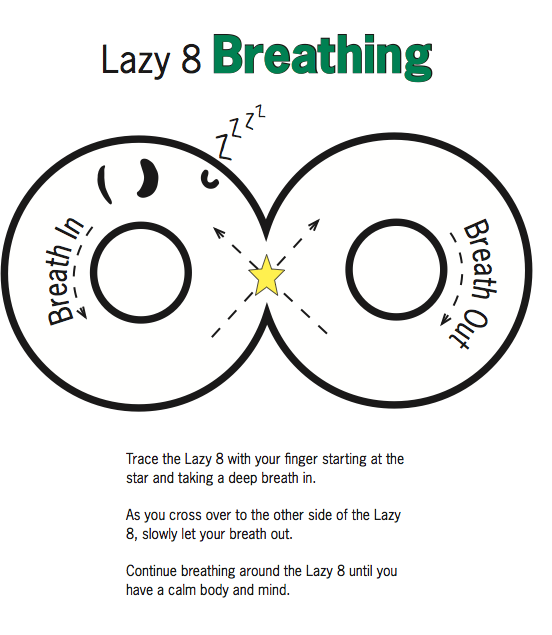 Lazy 8 Breathing
zzzz
Breath In
Breath Out
Trace the Lazy 8 with your finger starting at the
star and taking a deep breath in.
As you cross over to the other side of the Lazy
8, slowly let your breath out.
Continue breathing around the Lazy 8 until you
have a calm body and mind.